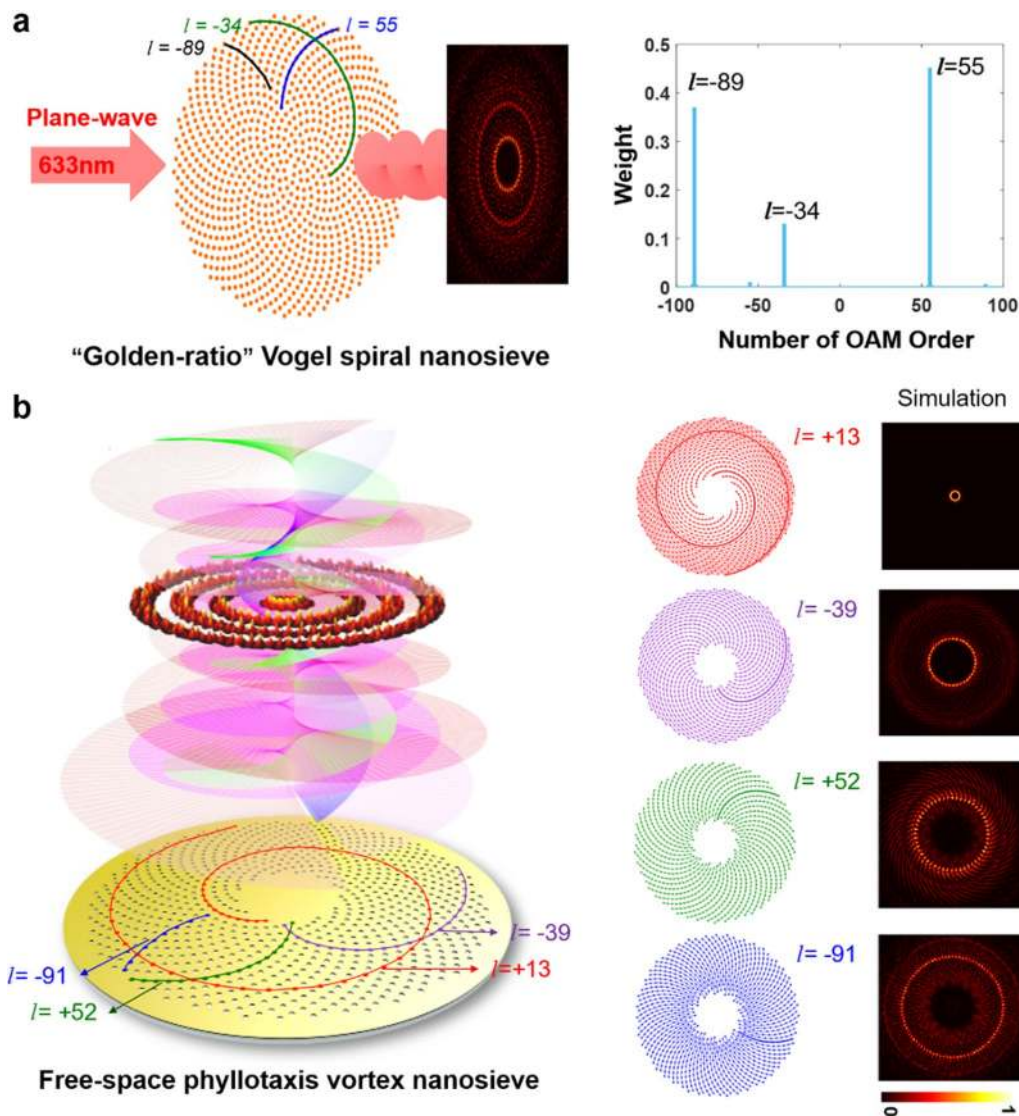 a
l = -34
l = 55
l = -89
Plane-wave
633nm
“Golden-ratio” Vogel spiral nanosieve
0.5
0.4
0.3
0.2
0.1
0
Weight
l=-89
l=-34
l=55
-100
-50
0
50
100
Number of OAM Order
b
Simulation
l= +13
l= -39
l= +52
l= -91
l= -39
l=+13
l= -91
l= +52
Free-space phyllotaxis vortex nanosieve
0
1